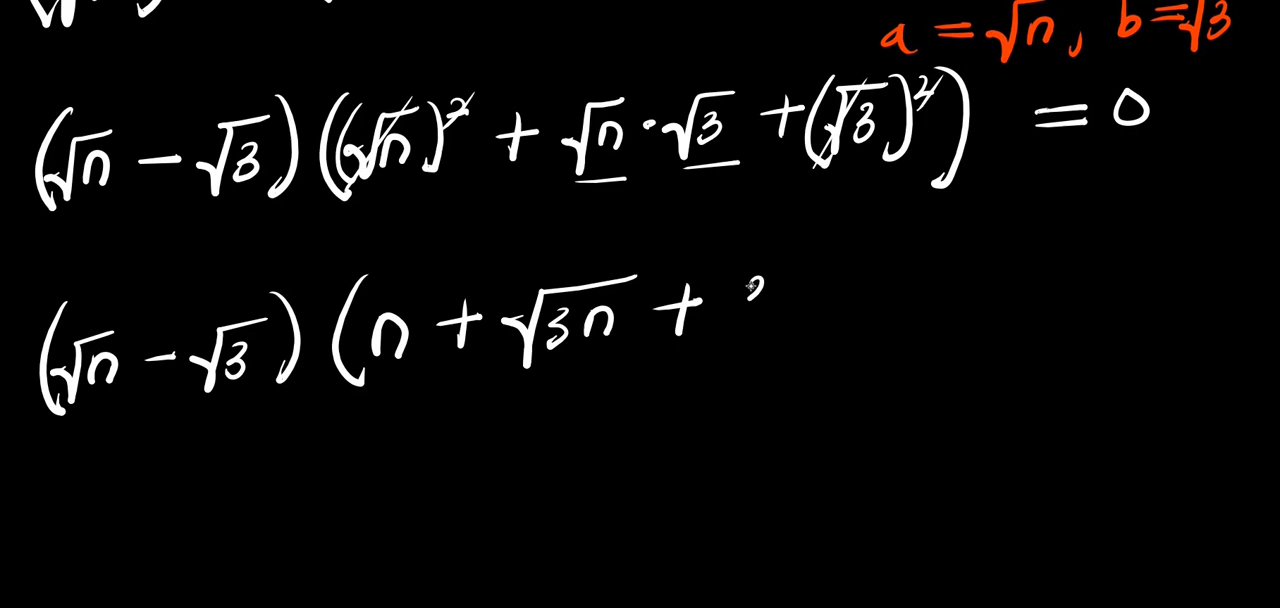 a = √n, b = √3
(√n − √3)((√n)² + √n · √3 + (√3)²) = 0
(√n − √3)(n + √3n +